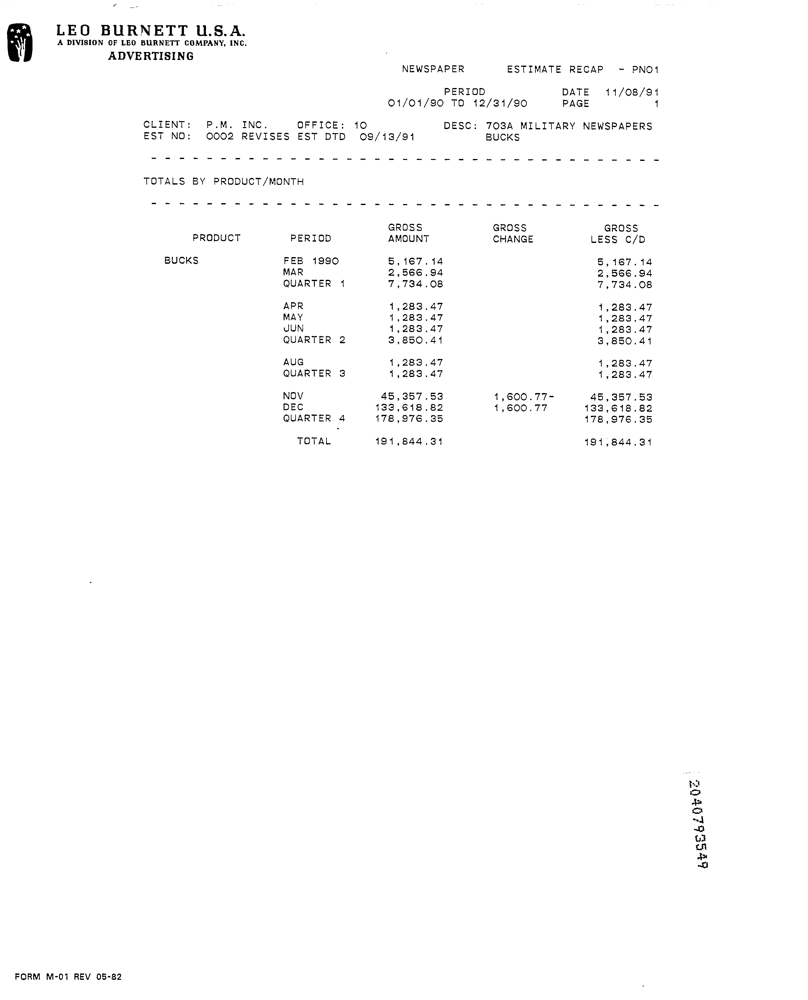 LEO BURNETT U.S.A.
A DIVISION OF LEO BURNETT COMPANY, INC.
ADVERTISING
NEWSPAPER ESTIMATE RECAP - PNO1
PERIOD DATE 11/08/91
01/01/90 TO 12/31/90 PAGE 1
CLIENT: P.M. INC. OFFICE: 10 DESC: 703A MILITARY NEWSPAPERS
EST NO: 0002 REVISES EST DTD 09/13/91 BUCKS
- - - - - - - - - - - - - - - - - - - - - - - - - - - - - - - - - - - - -
TOTALS BY PRODUCT/MONTH
- - - - - - - - - - - - - - - - - - - - - - - - - - - - - - - - - - - - -
GROSS GROSS GROSS
PRODUCT PERIOD AMOUNT CHANGE LESS C/D
BUCKS FEB 1990 5,167.14 5,167.14
MAR 2,566.94 2,566.94
QUARTER 1 7,734.08 7,734.08
APR 1,283.47 1,283.47
MAY 1,283.47 1,283.47
JUN 1,283.47 1,283.47
QUARTER 2 3,850.41 3,850.41
AUG 1,283.47 1,283.47
QUARTER 3 1,283.47 1,283.47
NOV 45,357.53 1,600.77- 45,357.53
DEC 133,618.82 1,600.77 133,618.82
QUARTER 4 178,976.35 178,976.35
TOTAL 191,844.31 191,844.31
2040793549
FORM M-01 REV 05-82